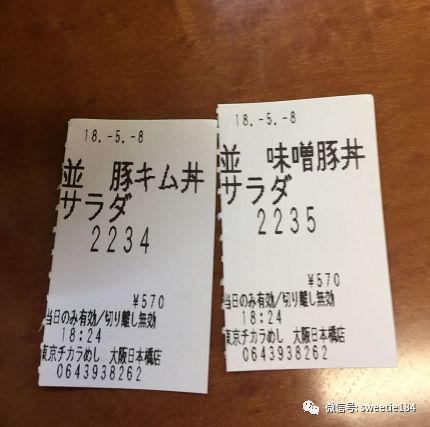 18.-5.-8
並 豚キム丼
サラダ
2234
¥570
当日のみ有効/切り離し無効
18:24
東京チカラめし 大阪日本橋店
0643938262
18.-5.-8
並 味噌豚丼
サラダ
2235
¥570
当日のみ有効/切り離し無効
18:24
東京チカラめし 大阪日本橋店
0643938262
微信号: sweetie184